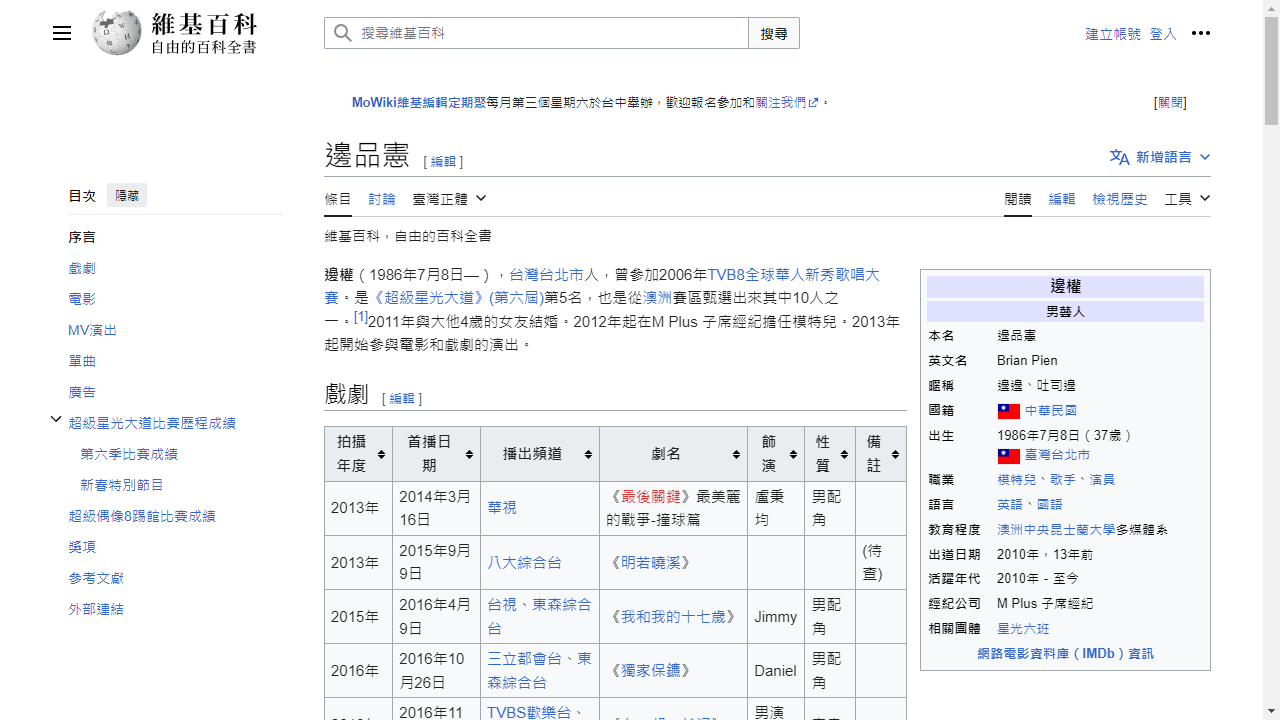 維基百科
自由的百科全書
搜尋維基百科
搜尋
建立帳號 登入
MoWiki維基編輯定期聚每月第三個星期六於台中舉辦，歡迎報名參加和關注我們。
[關閉]
邊品憲 [ 編輯 ]
新增語言
目次 隱藏
條目 討論 臺灣正體
閱讀 編輯 檢視歷史 工具
維基百科，自由的百科全書
序言
戲劇
電影
MV演出
單曲
廣告
超級星光大道比賽歷程成績
第六季比賽成績
新春特別節目
超級偶像8踢館比賽成績
獎項
參考文獻
外部連結
邊權（1986年7月8日—），台灣台北市人，曾參加2006年TVB8全球華人新秀歌唱大
賽。是《超級星光大道》(第六屆)第5名，也是從澳洲賽區甄選出來其中10人之
一。[1]2011年與大他4歲的女友結婚。2012年起在M Plus 子席經紀擔任模特兒。2013年
起開始參與電影和戲劇的演出。
邊權
男藝人
本名 邊品憲
英文名 Brian Pien
暱稱 邊邊、吐司邊
國籍 中華民國
出生 1986年7月8日（37歲）
臺灣台北市
職業 模特兒、歌手、演員
語言 英語、國語
教育程度 澳洲中央昆士蘭大學多媒體系
出道日期 2010年，13年前
活躍年代 2010年 - 至今
經紀公司 M Plus 子席經紀
相關團體 星光六班
網路電影資料庫（IMDb）資訊
戲劇 [ 編輯 ]
拍攝年度 首播日期 播出頻道 劇名 飾演 性質 備註
2013年 2014年3月16日 華視 《最後關鍵》最美麗的戰爭-撞球篇 盧秉均 男配角
2013年 2015年9月9日 八大綜合台 《明若曉溪》 (待查)
2015年 2016年4月9日 台視、東森綜合台 《我和我的十七歲》 Jimmy 男配角
2016年 2016年10月26日 三立都會台、東森綜合台 《獨家保鑣》 Daniel 男配角
2016年11 TVBS歡樂台、 男演